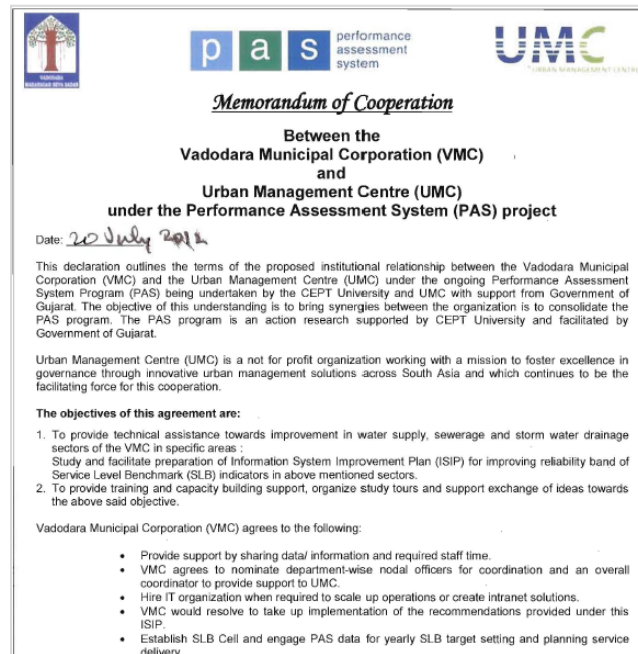 VADODARA
MAHANAGAR SEVA SADAN
pas performance
assessment
system
UMC
URBAN MANAGEMENT CENTRE
Memorandum of Cooperation
Between the
Vadodara Municipal Corporation (VMC)
and
Urban Management Centre (UMC)
under the Performance Assessment System (PAS) project
Date: 20 July 2012
This declaration outlines the terms of the proposed institutional relationship between the Vadodara Municipal
Corporation (VMC) and the Urban Management Centre (UMC) under the ongoing Performance Assessment
System Program (PAS) being undertaken by the CEPT University and UMC with support from Government of
Gujarat. The objective of this understanding is to bring synergies between the organization is to consolidate the
PAS program. The PAS program is an action research supported by CEPT University and facilitated by
Government of Gujarat.
Urban Management Centre (UMC) is a not for profit organization working with a mission to foster excellence in
governance through innovative urban management solutions across South Asia and which continues to be the
facilitating force for this cooperation.
The objectives of this agreement are:
1. To provide technical assistance towards improvement in water supply, sewerage and storm water drainage
sectors of the VMC in specific areas :
Study and facilitate preparation of Information System Improvement Plan (ISIP) for improving reliability band of
Service Level Benchmark (SLB) indicators in above mentioned sectors.
2. To provide training and capacity building support, organize study tours and support exchange of ideas towards
the above said objective.
Vadodara Municipal Corporation (VMC) agrees to the following:
• Provide support by sharing data/ information and required staff time.
• VMC agrees to nominate department-wise nodal officers for coordination and an overall
coordinator to provide support to UMC.
• Hire IT organization when required to scale up operations or create intranet solutions.
• VMC would resolve to take up implementation of the recommendations provided under this
ISIP.
• Establish SLB Cell and engage PAS data for yearly SLB target setting and planning service
delivery